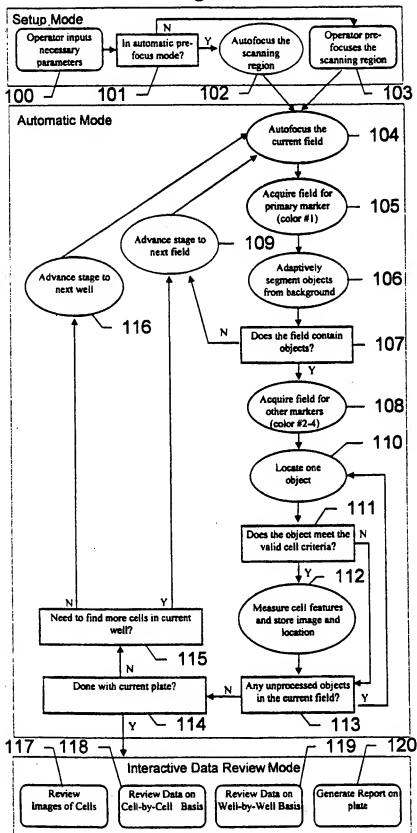 Setup Mode
Operator inputs
necessary
parameters
In automatic pre-
focus mode?
N
Y
Autofocus the
scanning
region
Operator pre-
focuses the
scanning region
100
101
102
103
Automatic Mode
Autofocus the
current field
104
Acquire field for
primary marker
(color #1)
105
Advance stage to
next field
109
Adaptively
segment objects
from background
106
Advance stage to
next well
116
N
Does the field contain
objects?
107
Y
Acquire field for
other markers
(color #2-4)
108
110
Locate one
object
111
Does the object meet the
valid cell criteria?
N
Y
112
Measure cell features
and store image and
location
N
Y
Need to find more cells in current
well?
115
N
Done with current plate?
114
N
Any unprocessed objects
in the current field?
Y
113
Y
117
118
119
120
Interactive Data Review Mode
Review
Images of Cells
Review Data on
Cell-by-Cell Basis
Review Data on
Well-by-Well Basis
Generate Report on
plate